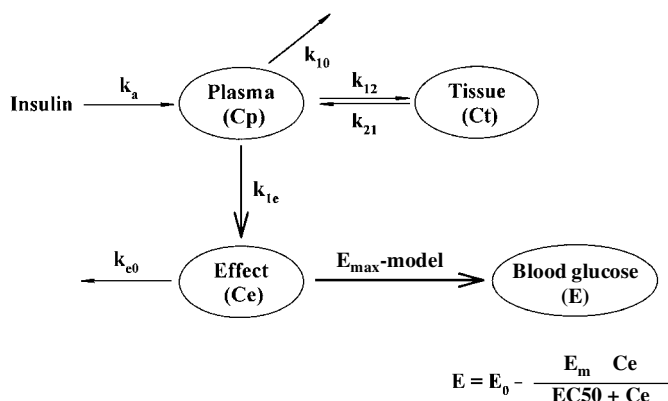 k10
Insulin
ka
Plasma
(Cp)
k12
k21
Tissue
(Ct)
k1e
ke0
Effect
(Ce)
Emax-model
Blood glucose
(E)
E = E0 - Em Ce
EC50 + Ce